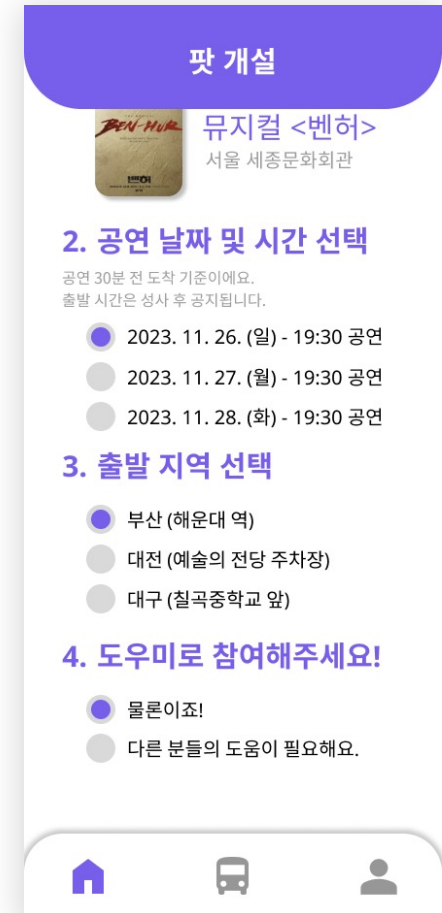 팟 개설
BEN-HUR
벤허
뮤지컬 <벤허>
서울 세종문화회관
2. 공연 날짜 및 시간 선택
공연 30분 전 도착 기준이에요.
출발 시간은 성사 후 공지됩니다.
2023. 11. 26. (일) - 19:30 공연
2023. 11. 27. (월) - 19:30 공연
2023. 11. 28. (화) - 19:30 공연
3. 출발 지역 선택
부산 (해운대 역)
대전 (예술의 전당 주차장)
대구 (칠곡중학교 앞)
4. 도우미로 참여해주세요!
물론이죠!
다른 분들의 도움이 필요해요.